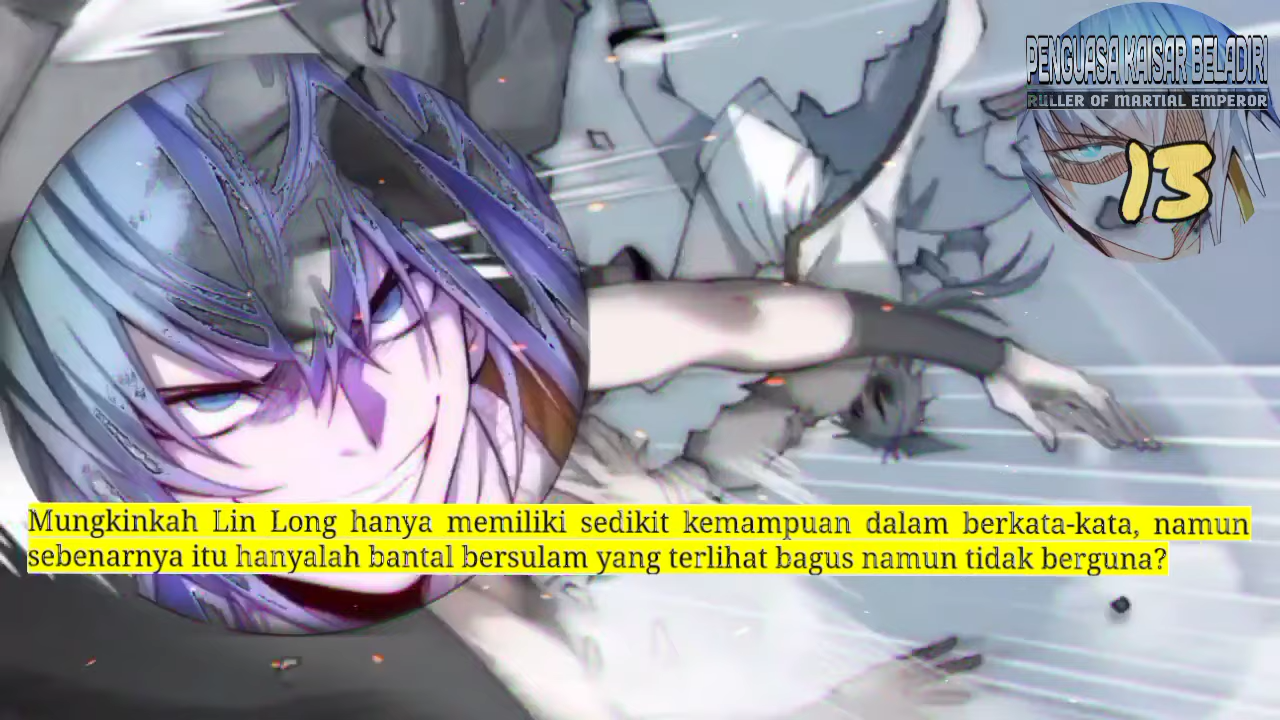 PENGUASA KAISAR BELADIRI
RULLER OF MARTIAL EMPEROR
13
Mungkinkah Lin Long hanya memiliki sedikit kemampuan dalam berkata-kata, namun
sebenarnya itu hanyalah bantal bersulam yang terlihat bagus namun tidak berguna?